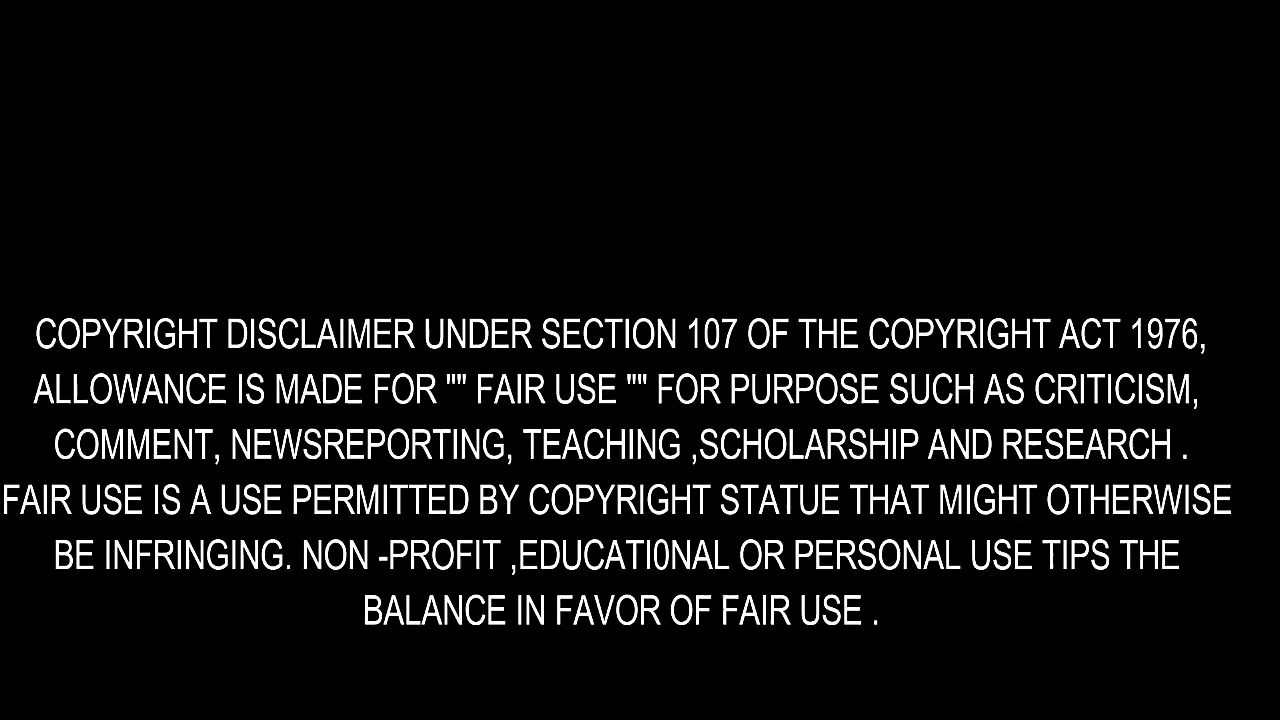 COPYRIGHT DISCLAIMER UNDER SECTION 107 OF THE COPYRIGHT ACT 1976,
ALLOWANCE IS MADE FOR "" FAIR USE "" FOR PURPOSE SUCH AS CRITICISM,
COMMENT, NEWSREPORTING, TEACHING ,SCHOLARSHIP AND RESEARCH .
FAIR USE IS A USE PERMITTED BY COPYRIGHT STATUE THAT MIGHT OTHERWISE
BE INFRINGING. NON -PROFIT ,EDUCATI0NAL OR PERSONAL USE TIPS THE
BALANCE IN FAVOR OF FAIR USE .